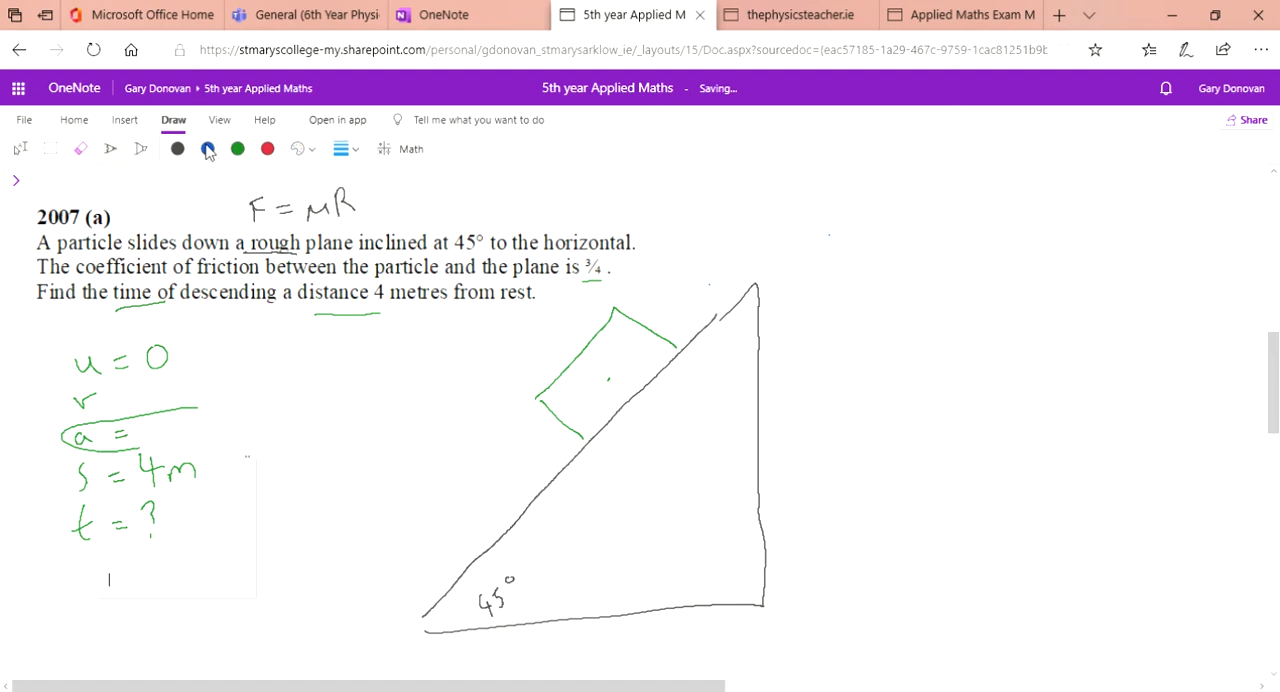 Microsoft Office Home
General (6th Year Physi
OneNote
5th year Applied M
thephysicsteacher.ie
Applied Maths Exam M
https://stmaryscollege-my.sharepoint.com/personal/gdonovan_stmarysarklow_ie/_layouts/15/Doc.aspx?sourcedoc={eac57185-1a29-467c-9759-1cac81251b9b
OneNote
Gary Donovan > 5th year Applied Maths
5th year Applied Maths - Saving...
Gary Donovan
File Home Insert Draw View Help Open in app Tell me what you want to do
Share
Math
2007 (a)
F = μR
A particle slides down a rough plane inclined at 45° to the horizontal.
The coefficient of friction between the particle and the plane is ¾ .
Find the time of descending a distance 4 metres from rest.
u = 0
v
a =
s = 4m
t = ?
45°